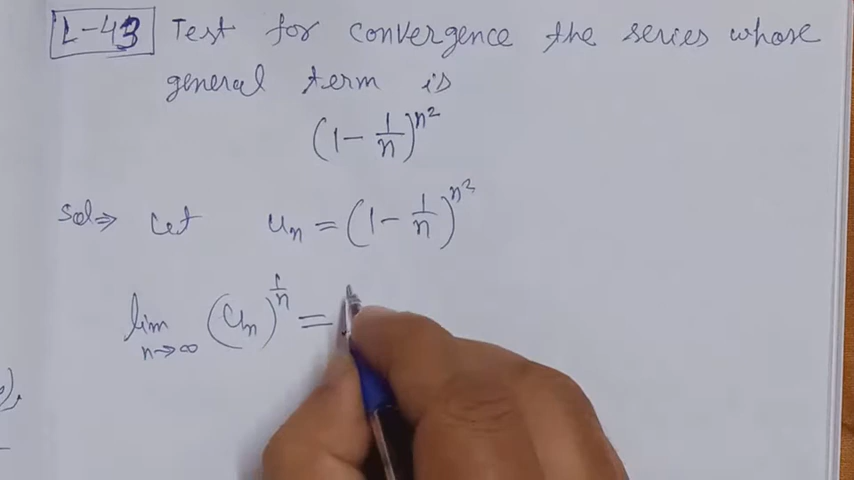 L-43 Test for convergence the series whose
general term is
(1 - 1/n)^n²
Sol⇒ Let u_n = (1 - 1/n)^n²
lim n→∞ (u_n)^1/n =